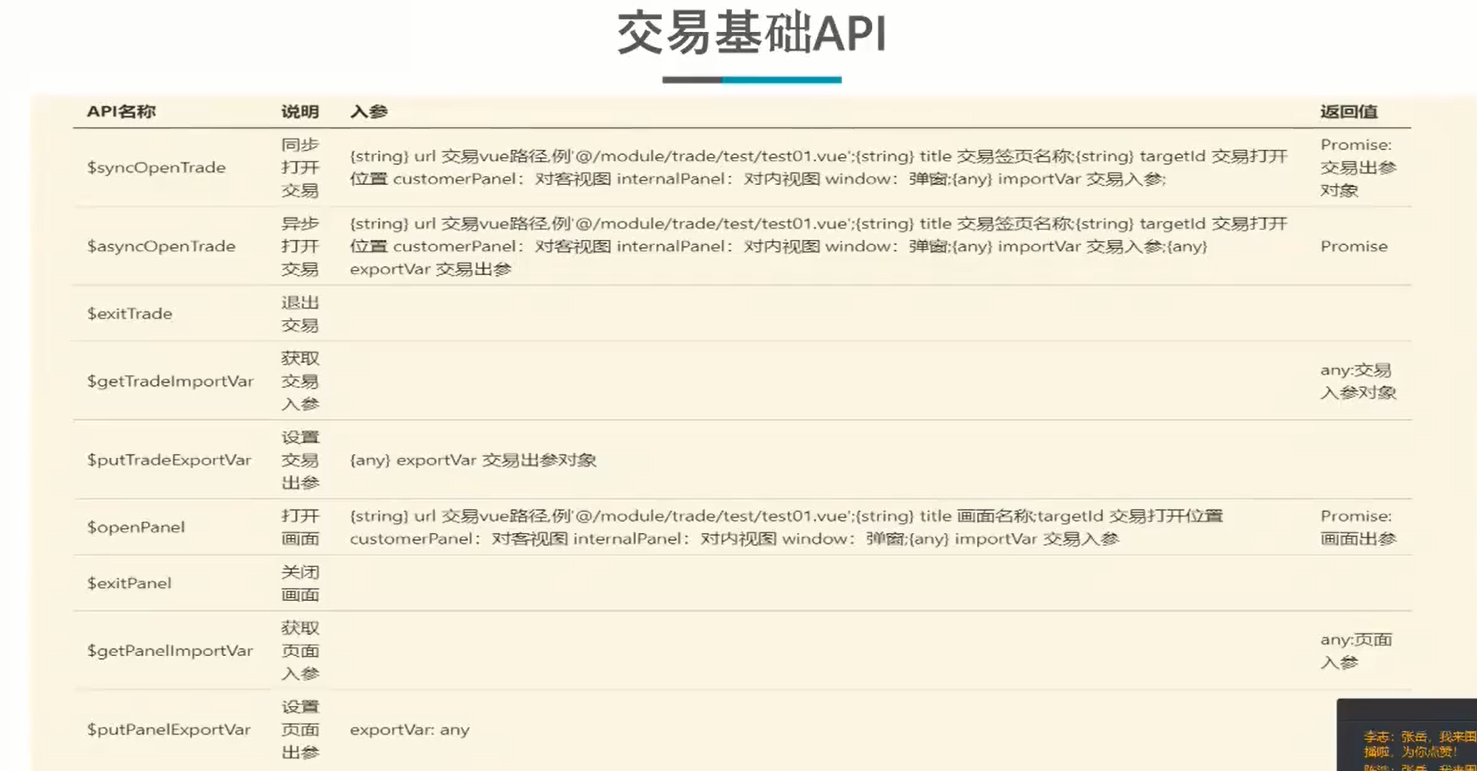 交易基础API
API名称 说明 入参 返回值
$syncOpenTrade
同步
打开
交易
{string} url 交易vue路径,例'@/module/trade/test/test01.vue';{string} title 交易签页名称;{string} targetId 交易打开
位置 customerPanel：对客视图 internalPanel：对内视图 window：弹窗;{any} importVar 交易入参;
Promise:
交易出参
对象
$asyncOpenTrade
异步
打开
交易
{string} url 交易vue路径,例'@/module/trade/test/test01.vue';{string} title 交易签页名称;{string} targetId 交易打开
位置 customerPanel：对客视图 internalPanel：对内视图 window：弹窗;{any} importVar 交易入参;{any}
exportVar 交易出参
Promise
$exitTrade
退出
交易
$getTradeImportVar
获取
交易
入参
any:交易
入参对象
$putTradeExportVar
设置
交易
出参
{any} exportVar 交易出参对象
$openPanel
打开
画面
{string} url 交易vue路径,例'@/module/trade/test/test01.vue';{string} title 画面名称;targetId 交易打开位置
customerPanel：对客视图 internalPanel：对内视图 window：弹窗;{any} importVar 交易入参
Promise:
画面出参
$exitPanel
关闭
画面
$getPanelImportVar
获取
页面
入参
any:页面
入参
$putPanelExportVar
设置
页面
出参
exportVar: any
李志：张岳，我来围
播啦，为你点赞！
张岳，我来围